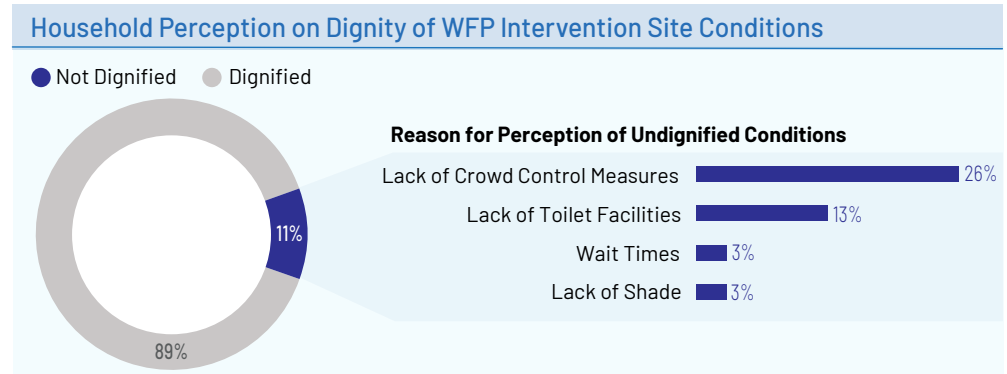 Household Perception on Dignity of WFP Intervention Site Conditions
Not Dignified
Dignified
Reason for Perception of Undignified Conditions
Lack of Crowd Control Measures 26%
Lack of Toilet Facilities 13%
11%
Wait Times 3%
Lack of Shade 3%
89%